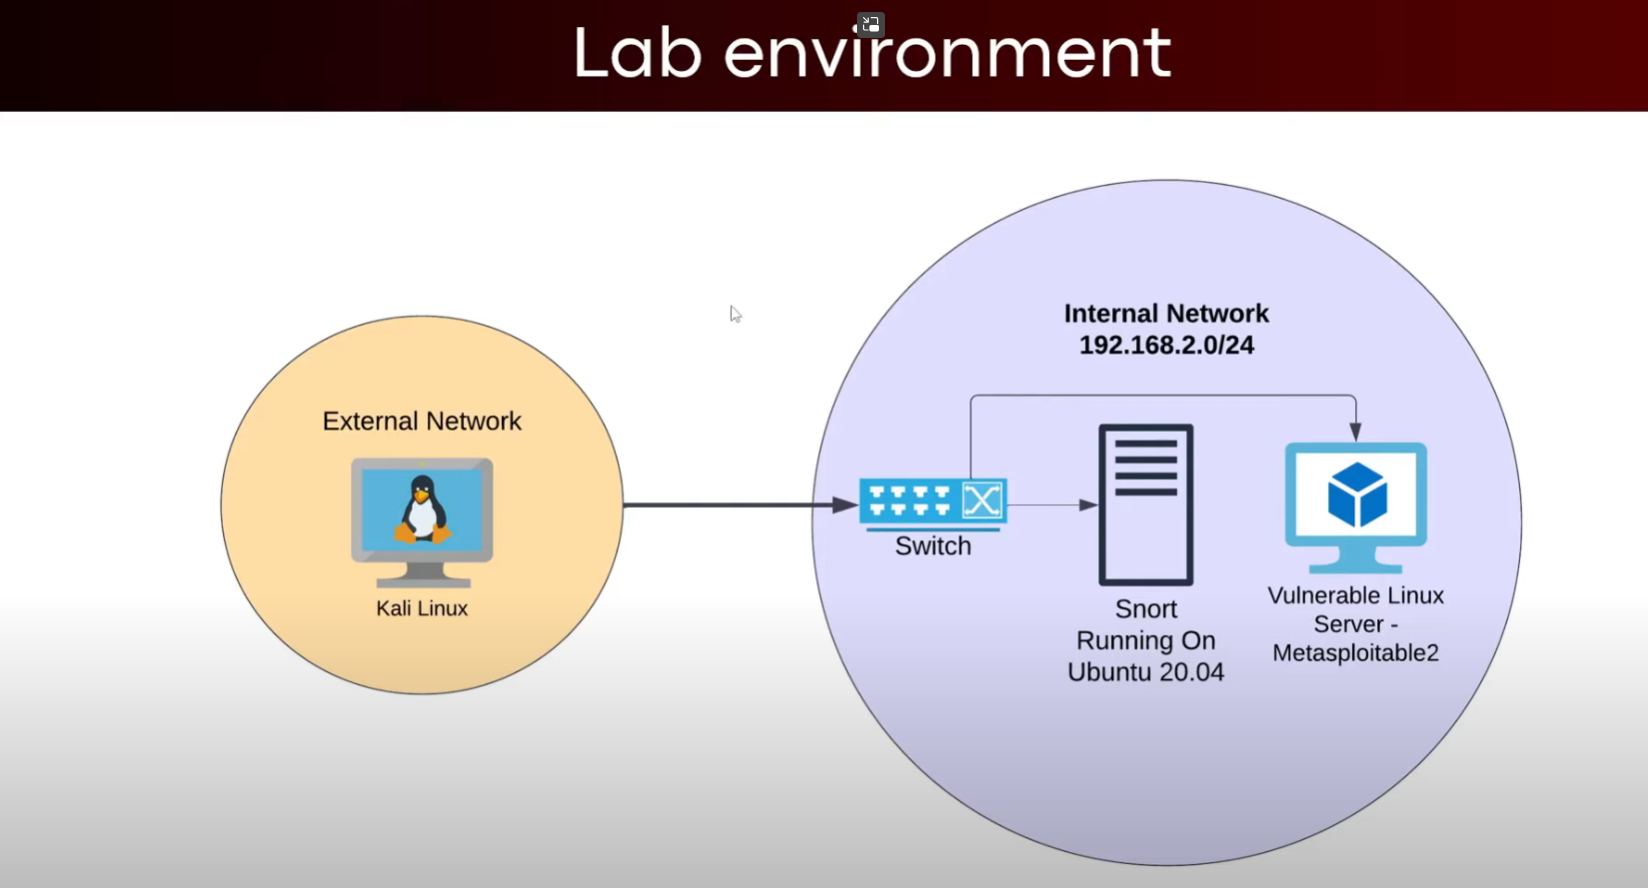 Lab environment
External Network
Kali Linux
Internal Network
192.168.2.0/24
Switch
Snort
Running On
Ubuntu 20.04
Vulnerable Linux
Server -
Metasploitable2